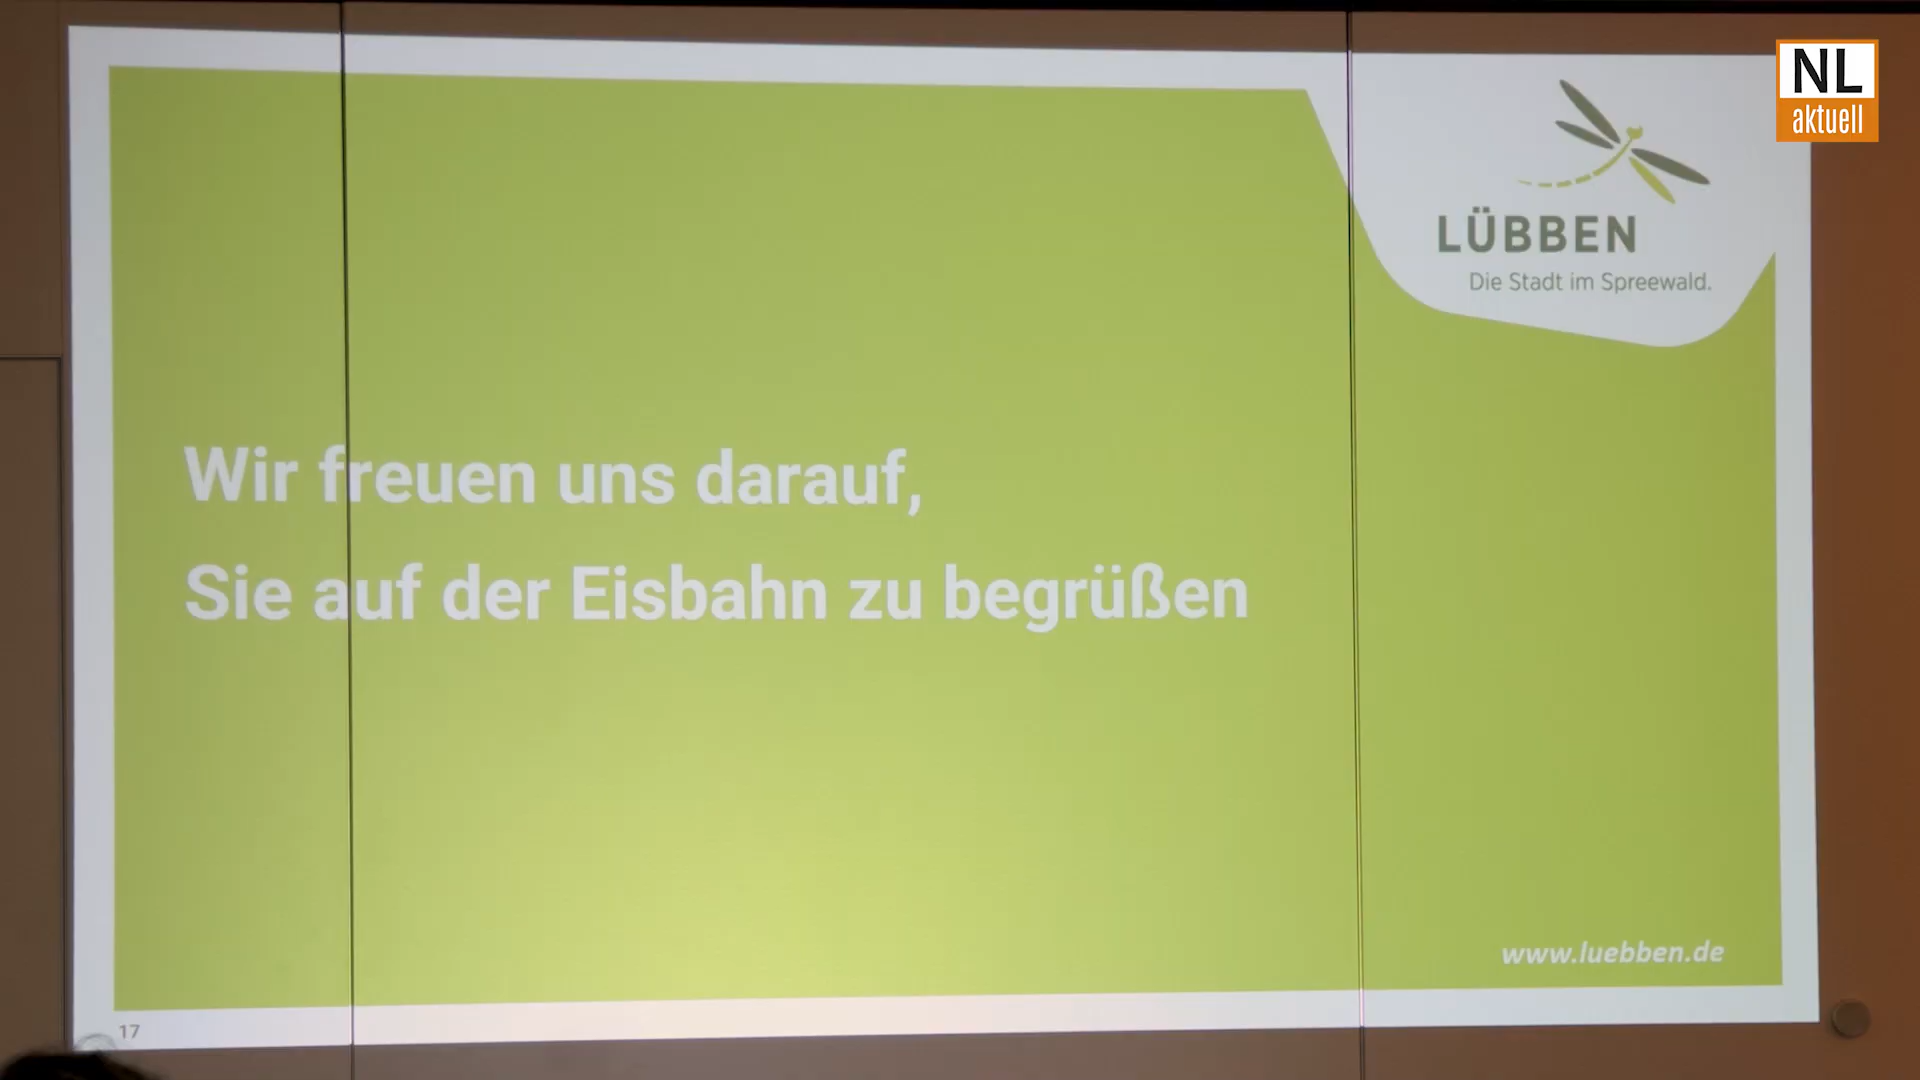 NL
aktuell
LÜBBEN
Die Stadt im Spreewald.
Wir freuen uns darauf,
Sie auf der Eisbahn zu begrüßen
www.luebben.de
17